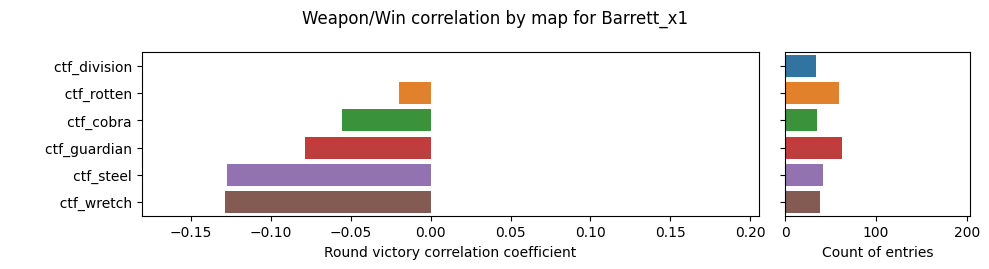 Weapon/Win correlation by map for Barrett_x1
ctf_division
ctf_rotten
ctf_cobra
ctf_guardian
ctf_steel
ctf_wretch
−0.15 −0.10 −0.05 0.00 0.05 0.10 0.15 0.20
Round victory correlation coefficient
0 100 200
Count of entries